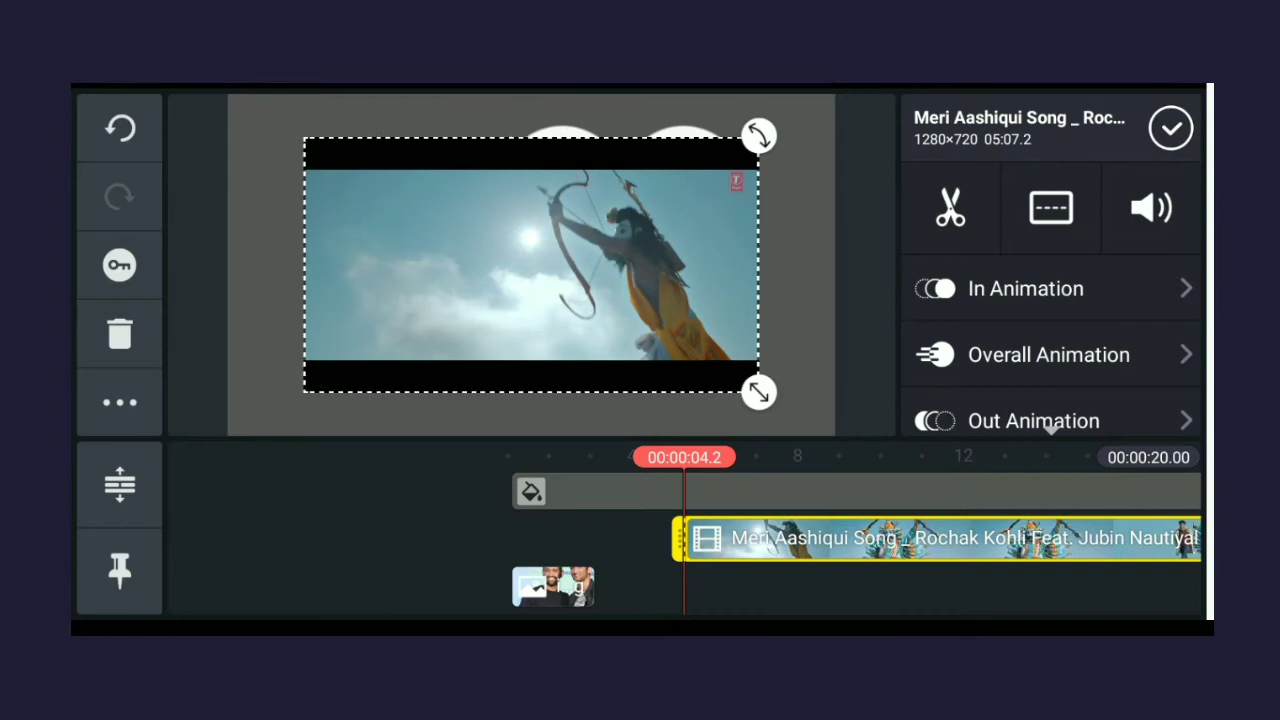 Meri Aashiqui Song _ Roc...
1280×720 05:07.2
T
In Animation
Overall Animation
Out Animation
00:00:04.2
8
12
00:00:20.00
Meri Aashiqui Song _ Rochak Kohli Feat. Jubin Nautiyal